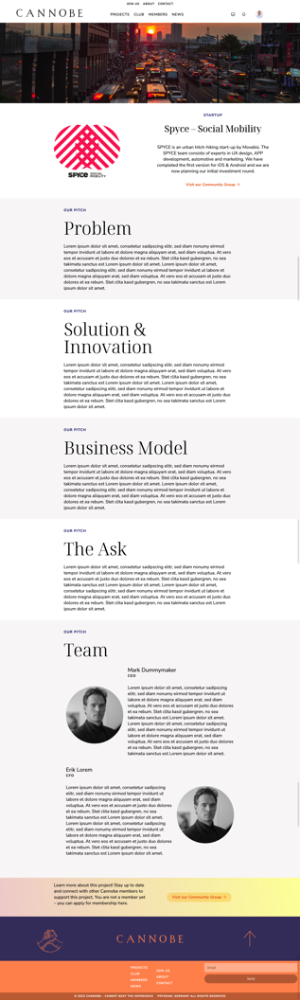 JOIN US ABOUT CONTACT
CANNOBE
PROJECTS CLUB MEMBERS NEWS
STARTUP
Spyce – Social Mobility
SPYCE SOCIAL MOBILITY
SPYCE is an urban hitch-hiking start-up by Movebis. The
SPYCE team consists of experts in UX design, APP
development, automotive and marketing. We have
completed the first version for iOS & Android and we are
now planning our initial investment round.
Visit our Community Group
OUR PITCH
Problem
Lorem ipsum dolor sit amet, consetetur sadipscing elitr, sed diam nonumy eirmod
tempor invidunt ut labore et dolore magna aliquyam erat, sed diam voluptua. At vero
eos et accusam et justo duo dolores et ea rebum. Stet clita kasd gubergren, no sea
takimata sanctus est Lorem ipsum dolor sit amet. Lorem ipsum dolor sit amet,
consetetur sadipscing elitr, sed diam nonumy eirmod tempor invidunt ut labore et
dolore magna aliquyam erat, sed diam voluptua. At vero eos et accusam et justo duo
dolores et ea rebum. Stet clita kasd gubergren, no sea takimata sanctus est Lorem
ipsum dolor sit amet.
OUR PITCH
Solution &
Innovation
Lorem ipsum dolor sit amet, consetetur sadipscing elitr, sed diam nonumy eirmod
tempor invidunt ut labore et dolore magna aliquyam erat, sed diam voluptua. At vero
eos et accusam et justo duo dolores et ea rebum. Stet clita kasd gubergren, no sea
takimata sanctus est Lorem ipsum dolor sit amet. Lorem ipsum dolor sit amet,
consetetur sadipscing elitr, sed diam nonumy eirmod tempor invidunt ut labore et
dolore magna aliquyam erat, sed diam voluptua. At vero eos et accusam et justo duo
dolores et ea rebum. Stet clita kasd gubergren, no sea takimata sanctus est Lorem
ipsum dolor sit amet.
OUR PITCH
Business Model
Lorem ipsum dolor sit amet, consetetur sadipscing elitr, sed diam nonumy eirmod
tempor invidunt ut labore et dolore magna aliquyam erat, sed diam voluptua. At vero
eos et accusam et justo duo dolores et ea rebum. Stet clita kasd gubergren, no sea
takimata sanctus est Lorem ipsum dolor sit amet. Lorem ipsum dolor sit amet,
consetetur sadipscing elitr, sed diam nonumy eirmod tempor invidunt ut labore et
dolore magna aliquyam erat, sed diam voluptua. At vero eos et accusam et justo duo
dolores et ea rebum. Stet clita kasd gubergren, no sea takimata sanctus est Lorem
ipsum dolor sit amet.
OUR PITCH
The Ask
Lorem ipsum dolor sit amet, consetetur sadipscing elitr, sed diam nonumy eirmod
tempor invidunt ut labore et dolore magna aliquyam erat, sed diam voluptua. At vero
eos et accusam et justo duo dolores et ea rebum. Stet clita kasd gubergren, no sea
takimata sanctus est Lorem ipsum dolor sit amet. Lorem ipsum dolor sit amet,
consetetur sadipscing elitr, sed diam nonumy eirmod tempor invidunt ut labore et
dolore magna aliquyam erat, sed diam voluptua. At vero eos et accusam et justo duo
dolores et ea rebum. Stet clita kasd gubergren, no sea takimata sanctus est Lorem
ipsum dolor sit amet.
OUR PITCH
Team
Mark Dummymaker
CEO
Lorem ipsum dolor sit amet, consetetur sadipscing
elitr, sed diam nonumy eirmod tempor invidunt ut
labore et dolore magna aliquyam erat, sed diam
voluptua. At vero eos et accusam et justo duo dolores
et ea rebum. Stet clita kasd gubergren, no sea
takimata sanctus est Lorem ipsum dolor sit amet.
Lorem ipsum dolor sit amet, consetetur sadipscing
elitr, sed diam nonumy eirmod tempor invidunt ut
labore et dolore magna aliquyam erat, sed diam
voluptua. At vero eos et accusam et justo duo dolores
et ea rebum. Stet clita kasd gubergren, no sea
takimata sanctus est Lorem ipsum dolor sit amet.
Erik Lorem
CFO
Lorem ipsum dolor sit amet, consetetur sadipscing
elitr, sed diam nonumy eirmod tempor invidunt ut
labore et dolore magna aliquyam erat, sed diam
voluptua. At vero eos et accusam et justo duo dolores
et ea rebum. Stet clita kasd gubergren, no sea
takimata sanctus est Lorem ipsum dolor sit amet.
Lorem ipsum dolor sit amet, consetetur sadipscing
elitr, sed diam nonumy eirmod tempor invidunt ut
labore et dolore magna aliquyam erat, sed diam
voluptua. At vero eos et accusam et justo duo dolores
et ea rebum. Stet clita kasd gubergren, no sea
takimata sanctus est Lorem ipsum dolor sit amet.
Learn more about this project! Stay up to date
and connect with other Cannobe members to
support this project. You are not a member yet
– you can apply for membership here.
Visit our Community Group
CANNOBE
PROJECTS
CLUB
MEMBERS
NEWS
JOIN US
ABOUT
CONTACT
Email
Send
© 2020 CANNOBE - CANNOT BEAT THE EXPERIENCE - POTSDAM, GERMANY ALL RIGHTS RESERVED